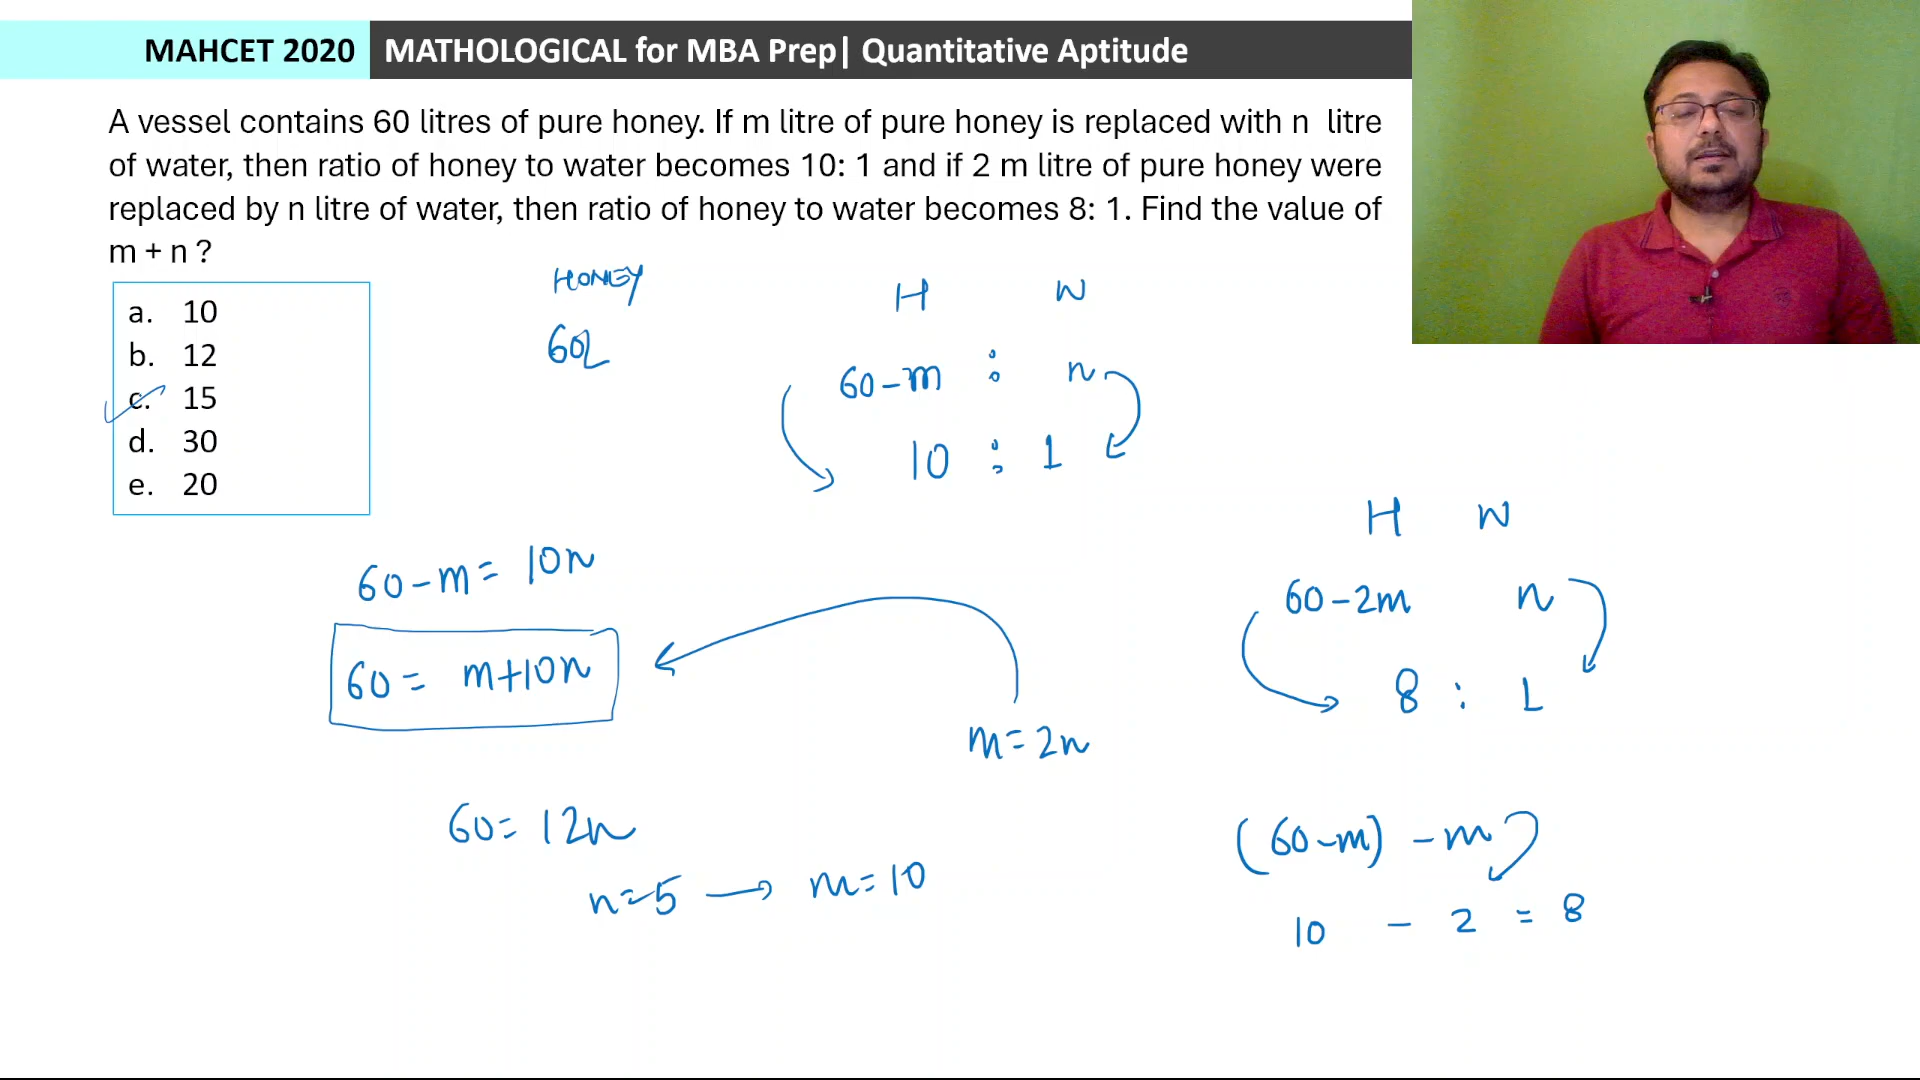 MAHCET 2020 MATHOLOGICAL for MBA Prep| Quantitative Aptitude
A vessel contains 60 litres of pure honey. If m litre of pure honey is replaced with n litre
of water, then ratio of honey to water becomes 10: 1 and if 2 m litre of pure honey were
replaced by n litre of water, then ratio of honey to water becomes 8: 1. Find the value of
m + n ?
a. 10
b. 12
c. 15
d. 30
e. 20
HONEY
60L
H W
60-m : n
10 : 1
60-m = 10n
60 = m+10n
m=2n
60= 12n
n=5 → m=10
H W
60-2m n
8 : 1
(60-m) -m
10 - 2 = 8